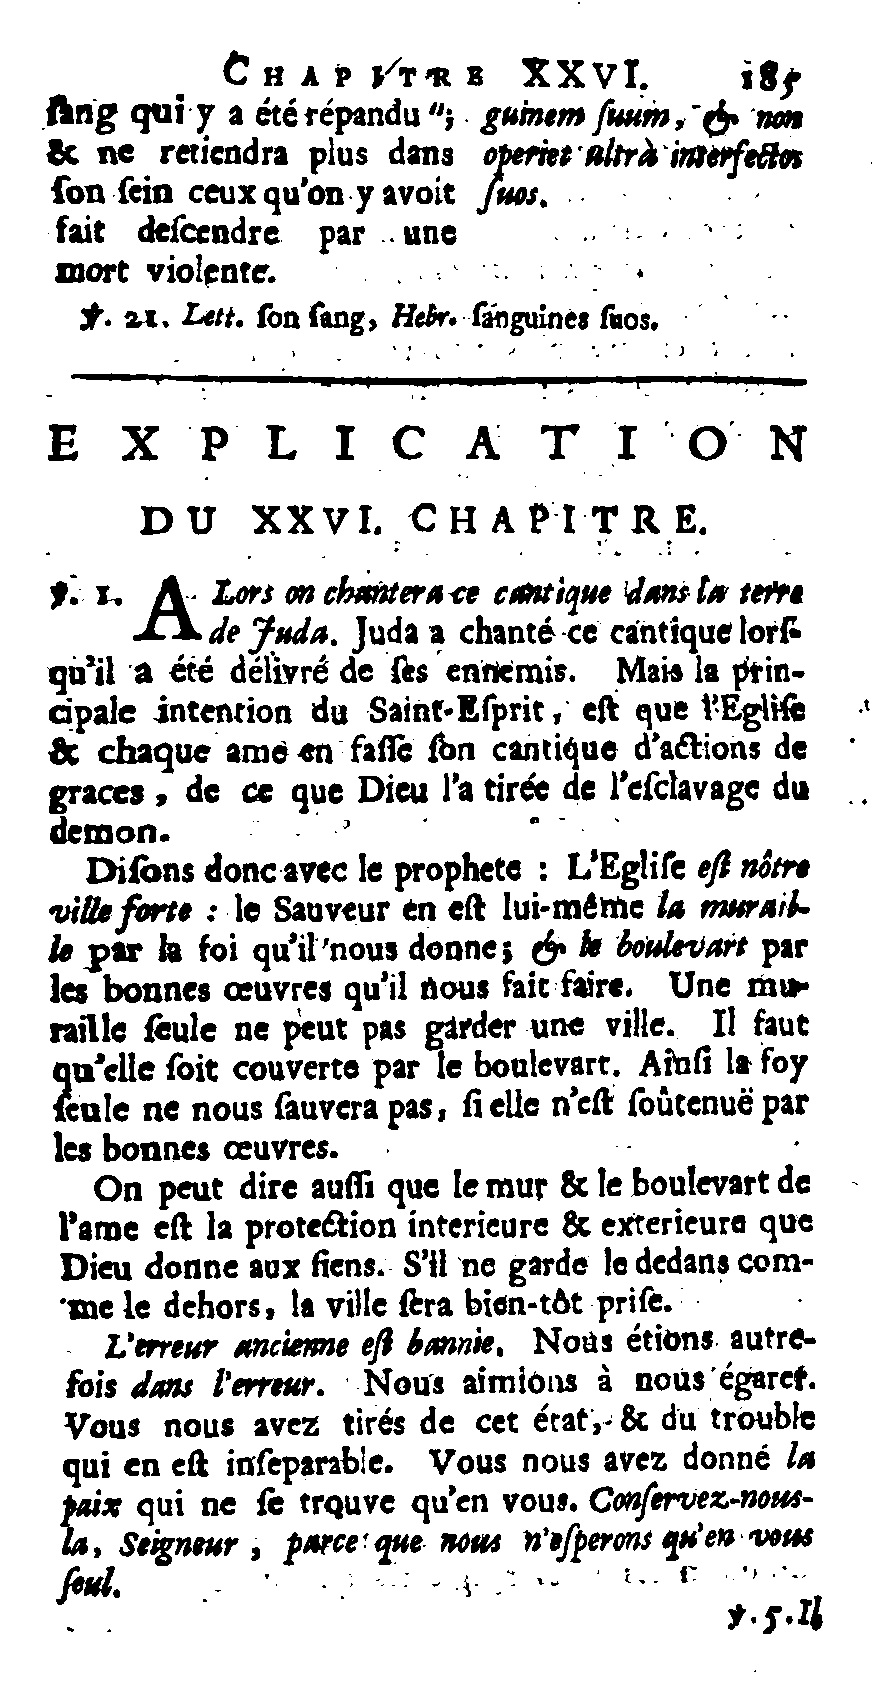 CHAPITRE XXVI. 185
ſang qui y a été répandu "; 
& ne retiendra plus dans
ſon ſein ceux qu'on y avoit
fait deſcendre par une
mort violente.
guinem ſuum, & non
operiet ultrà interfectos
ſuos.
ỳ. 21. Lett. ſon ſang, Hebr. ſanguines ſuos.
EXPLICATION
DU XXVI. CHAPITRE.
ỳ. 1. ALors on chantera ce cantique dans la terre
de Juda. Juda a chanté ce cantique lorſ-
qu'il a été délivré de ſes ennemis. Mais la prin-
cipale intention du Saint-Eſprit, eſt que l'Egliſe
& chaque ame en faſſe ſon cantique d'actions de
graces, de ce que Dieu l'a tirée de l'eſclavage du
demon.
Diſons donc avec le prophete : L'Egliſe eſt nôtre
ville forte : le Sauveur en eſt lui-même la murail-
le par la foi qu'il nous donne; & le boulevart par
les bonnes œuvres qu'il nous fait faire. Une mu-
raille ſeule ne peut pas garder une ville. Il faut
qu'elle ſoit couverte par le boulevart. Ainſi la foy
ſeule ne nous ſauvera pas, ſi elle n'eſt ſoûtenuë par
les bonnes œuvres.
On peut dire auſſi que le mur & le boulevart de
l'ame eſt la protection interieure & exterieure que
Dieu donne aux ſiens. S'il ne garde le dedans com-
me le dehors, la ville ſera bien-tôt priſe.
L'erreur ancienne eſt bannie. Nous étions autre-
fois dans l'erreur. Nous aimions à nous égarer.
Vous nous avez tirés de cet état, & du trouble
qui en eſt inſeparable. Vous nous avez donné la
paix qui ne ſe trouve qu'en vous. Conſervez-nous-
la, Seigneur, parce que nous n'eſperons qu'en vous
ſeul.
ỳ. 5. Il